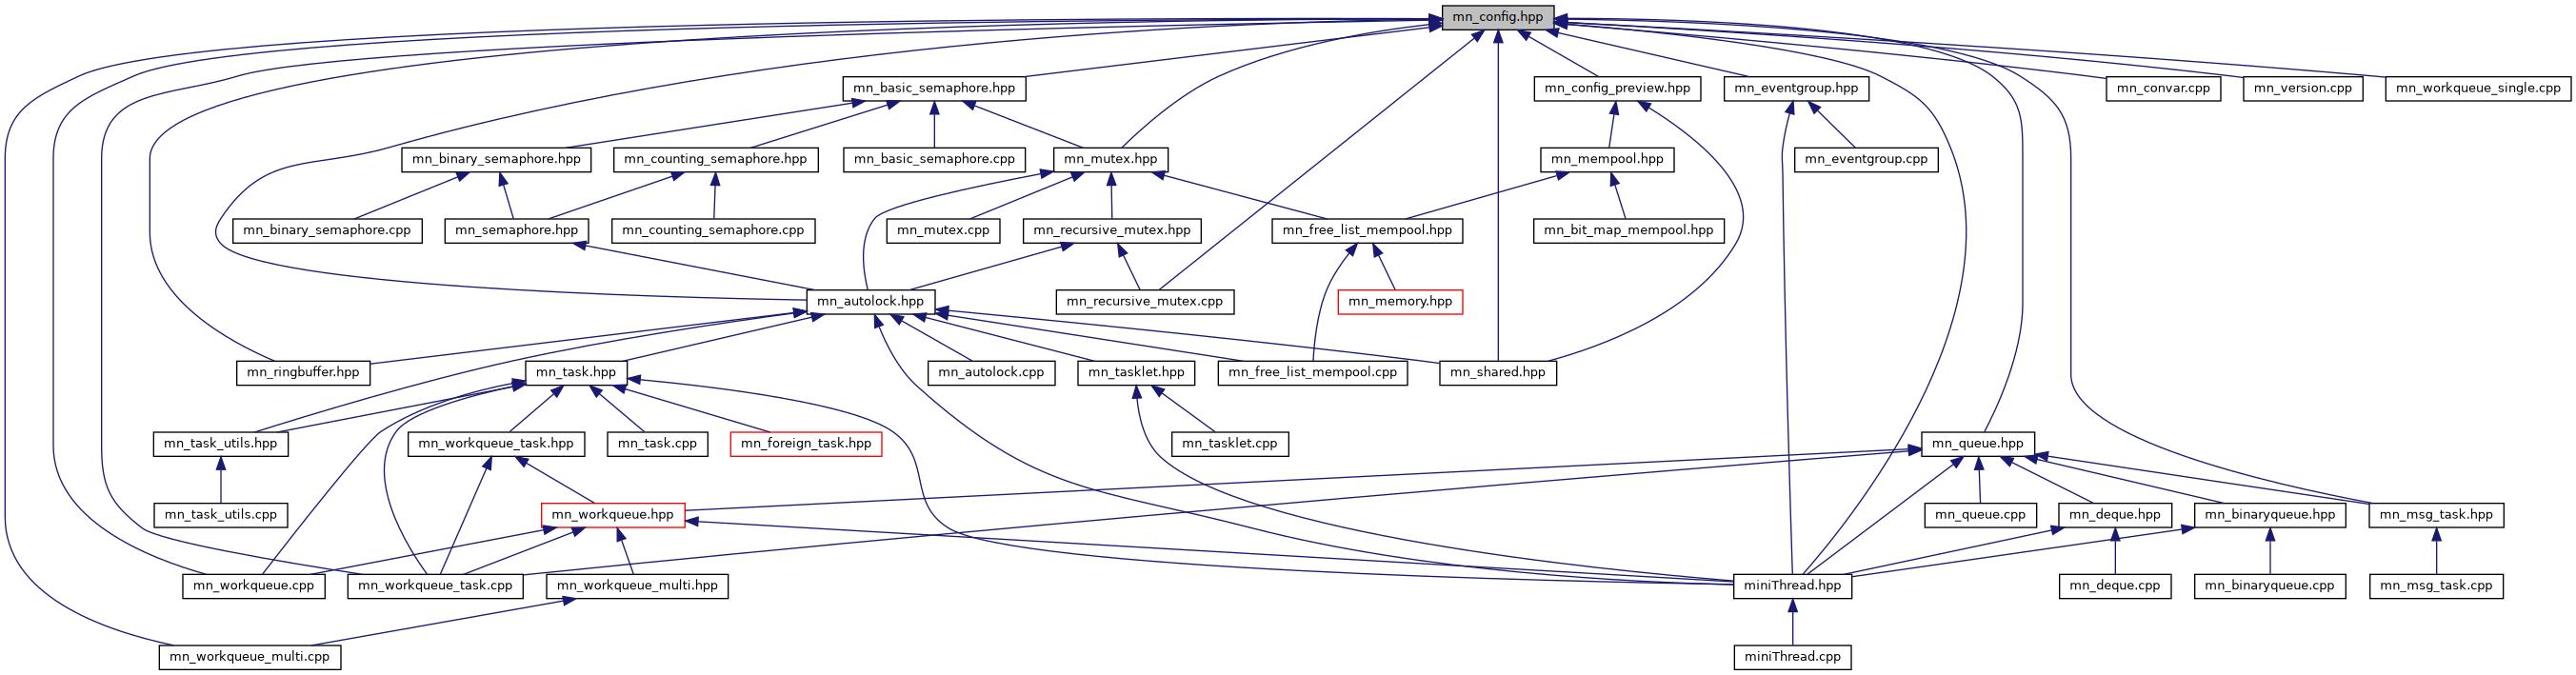 mn_config.hpp
mn_basic_semaphore.hpp
mn_config_preview.hpp
mn_eventgroup.hpp
mn_convar.cpp
mn_version.cpp
mn_workqueue_single.cpp
mn_binary_semaphore.hpp
mn_counting_semaphore.hpp
mn_basic_semaphore.cpp
mn_mutex.hpp
mn_mempool.hpp
mn_eventgroup.cpp
mn_binary_semaphore.cpp
mn_semaphore.hpp
mn_counting_semaphore.cpp
mn_mutex.cpp
mn_recursive_mutex.hpp
mn_free_list_mempool.hpp
mn_bit_map_mempool.hpp
mn_autolock.hpp
mn_recursive_mutex.cpp
mn_memory.hpp
mn_ringbuffer.hpp
mn_task.hpp
mn_autolock.cpp
mn_tasklet.hpp
mn_free_list_mempool.cpp
mn_shared.hpp
mn_task_utils.hpp
mn_workqueue_task.hpp
mn_task.cpp
mn_foreign_task.hpp
mn_tasklet.cpp
mn_queue.hpp
mn_task_utils.cpp
mn_workqueue.hpp
mn_queue.cpp
mn_deque.hpp
mn_binaryqueue.hpp
mn_msg_task.hpp
mn_workqueue.cpp
mn_workqueue_task.cpp
mn_workqueue_multi.hpp
miniThread.hpp
mn_deque.cpp
mn_binaryqueue.cpp
mn_msg_task.cpp
mn_workqueue_multi.cpp
miniThread.cpp